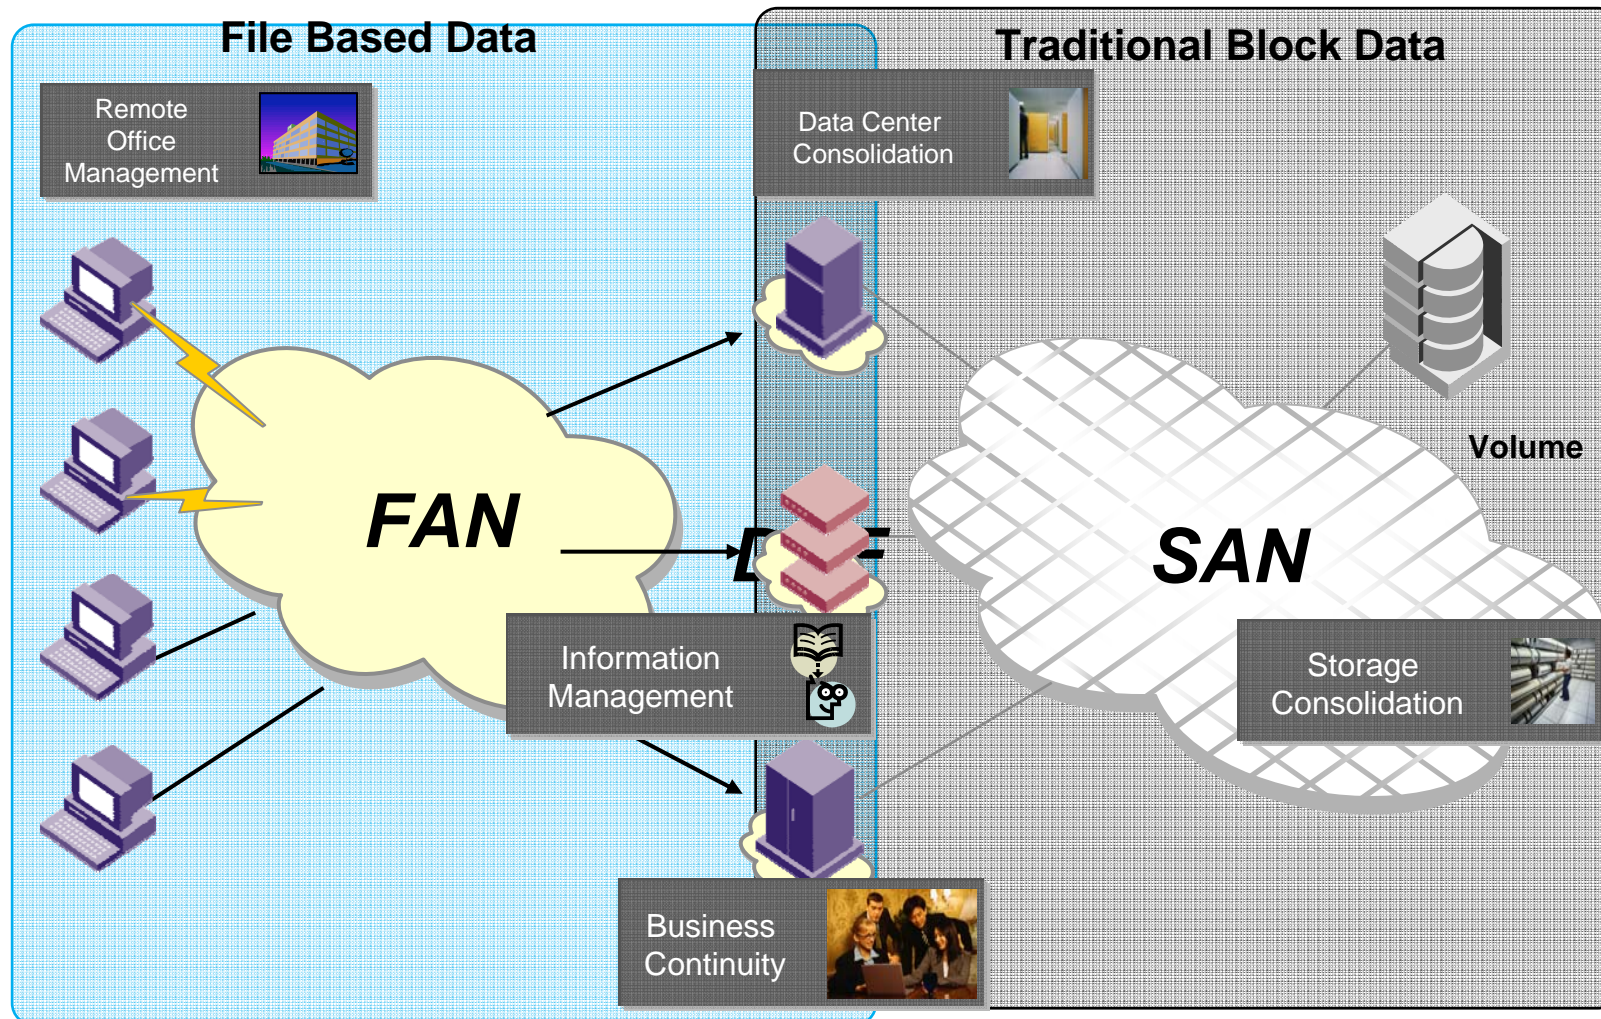 File Based Data
Traditional Block Data
Remote
Office
Management
Data Center
Consolidation
Volume
FAN
SAN
Information
Management
Storage
Consolidation
Business
Continuity